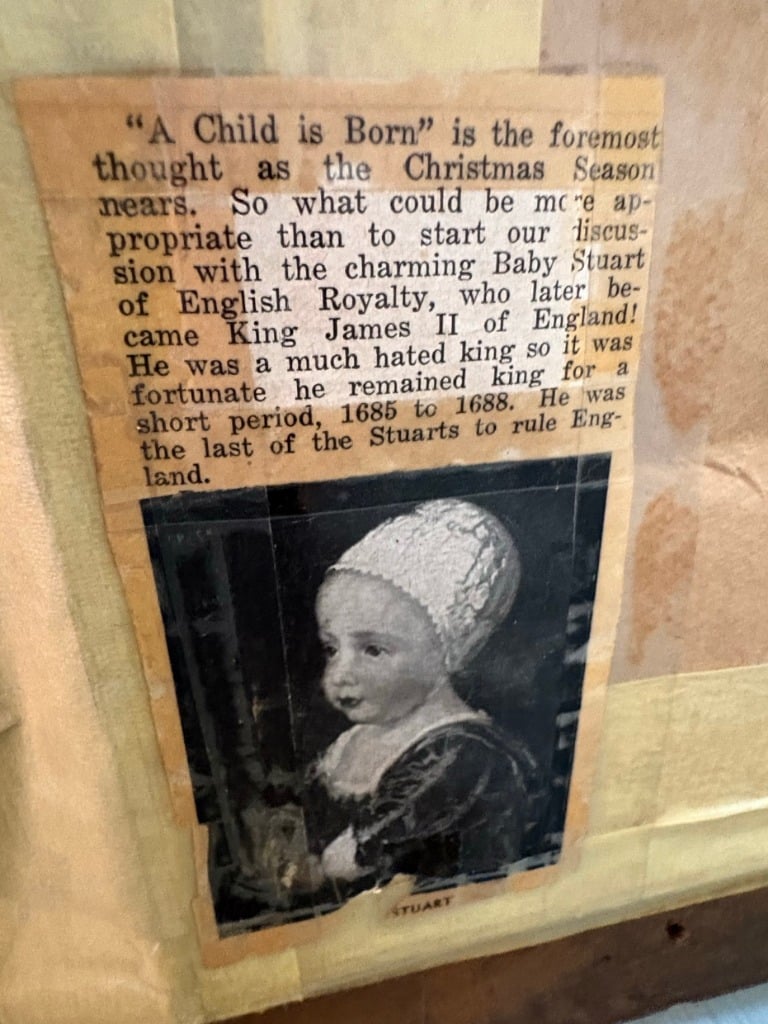 "A Child is Born" is the foremost
thought as the Christmas Season
nears. So what could be more ap-
propriate than to start our discus-
sion with the charming Baby Stuart
of English Royalty, who later be-
came King James II of England!
He was a much hated king so it was
fortunate he remained king for a
short period, 1685 to 1688. He was
the last of the Stuarts to rule Eng-
land.
STUART